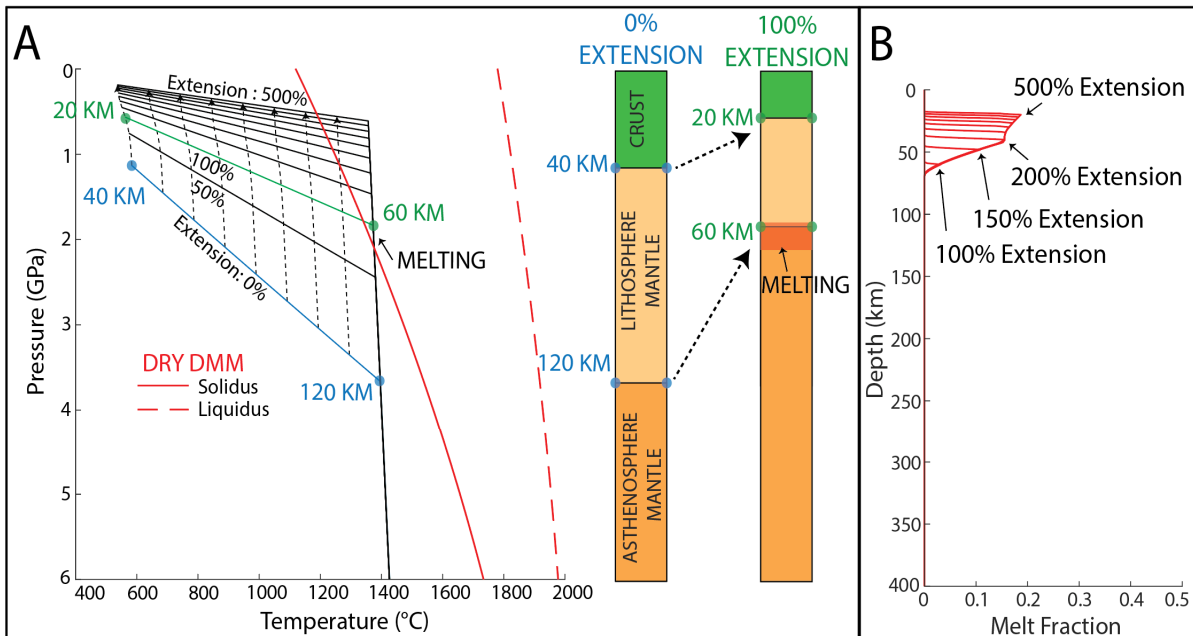 A
0%
EXTENSION
100%
EXTENSION
B
0
1
2
3
4
5
6
Pressure (GPa)
400
600
800
1000
1200
1400
1600
1800
2000
Temperature (°C)
Extension : 500%
20 KM
100%
50%
40 KM
Extension: 0%
60 KM
MELTING
120 KM
DRY DMM
Solidus
Liquidus
CRUST
40 KM
LITHOSPHERE
MANTLE
120 KM
ASTHENOSPHERE
MANTLE
20 KM
60 KM
MELTING
0
50
100
150
200
250
300
350
400
Depth (km)
500% Extension
200% Extension
150% Extension
100% Extension
0
0.1
0.2
0.3
0.4
0.5
Melt Fraction